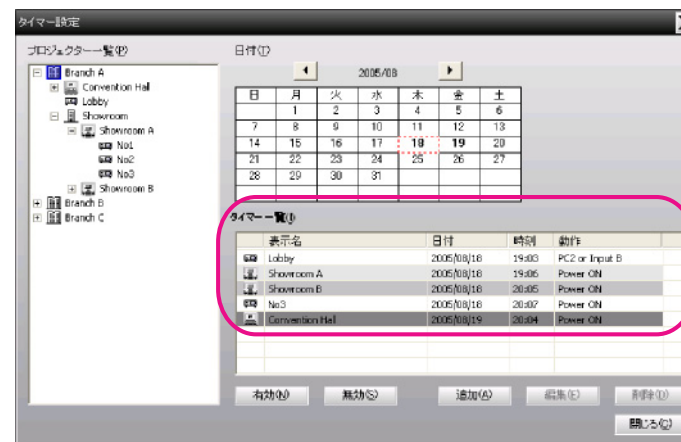 タイマー設定
プロジェクター一覧(P)
Branch A
Convention Hall
Lobby
Showroom
Showroom A
No1
No2
No3
Showroom B
Branch B
Branch C
日付(T)
2005/08
日 月 火 水 木 金 土
1 2 3 4 5 6
7 8 9 10 11 12 13
14 15 16 17 18 19 20
21 22 23 24 25 26 27
28 29 30 31
タイマー一覧(I)
表示名 日付 時刻 動作
Lobby 2005/08/18 19:03 PC2 or Input B
Showroom A 2005/08/18 19:06 Power ON
Showroom B 2005/08/18 20:05 Power ON
No3 2005/08/18 20:07 Power ON
Convention Hall 2005/08/19 20:04 Power ON
有効(N) 無効(S) 追加(A) 編集(E) 削除(D)
閉じる(C)